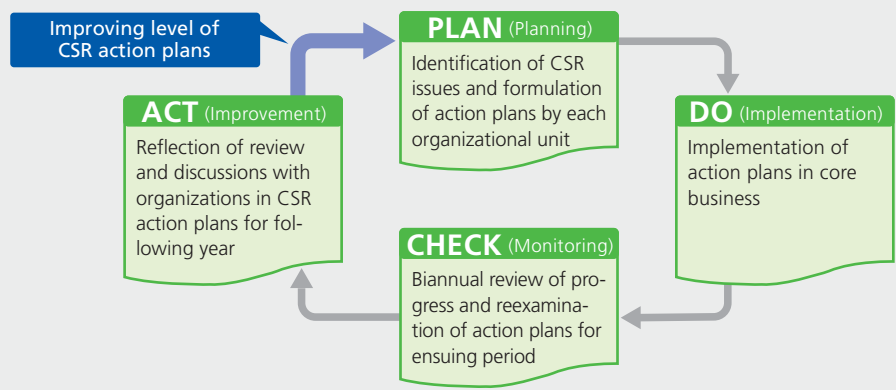 Improving level of
CSR action plans
PLAN (Planning)
Identification of CSR
issues and formulation
of action plans by each
organizational unit
DO (Implementation)
Implementation of
action plans in core
business
CHECK (Monitoring)
Biannual review of pro-
gress and reexamina-
tion of action plans for
ensuing period
ACT (Improvement)
Reflection of review
and discussions with
organizations in CSR
action plans for fol-
lowing year